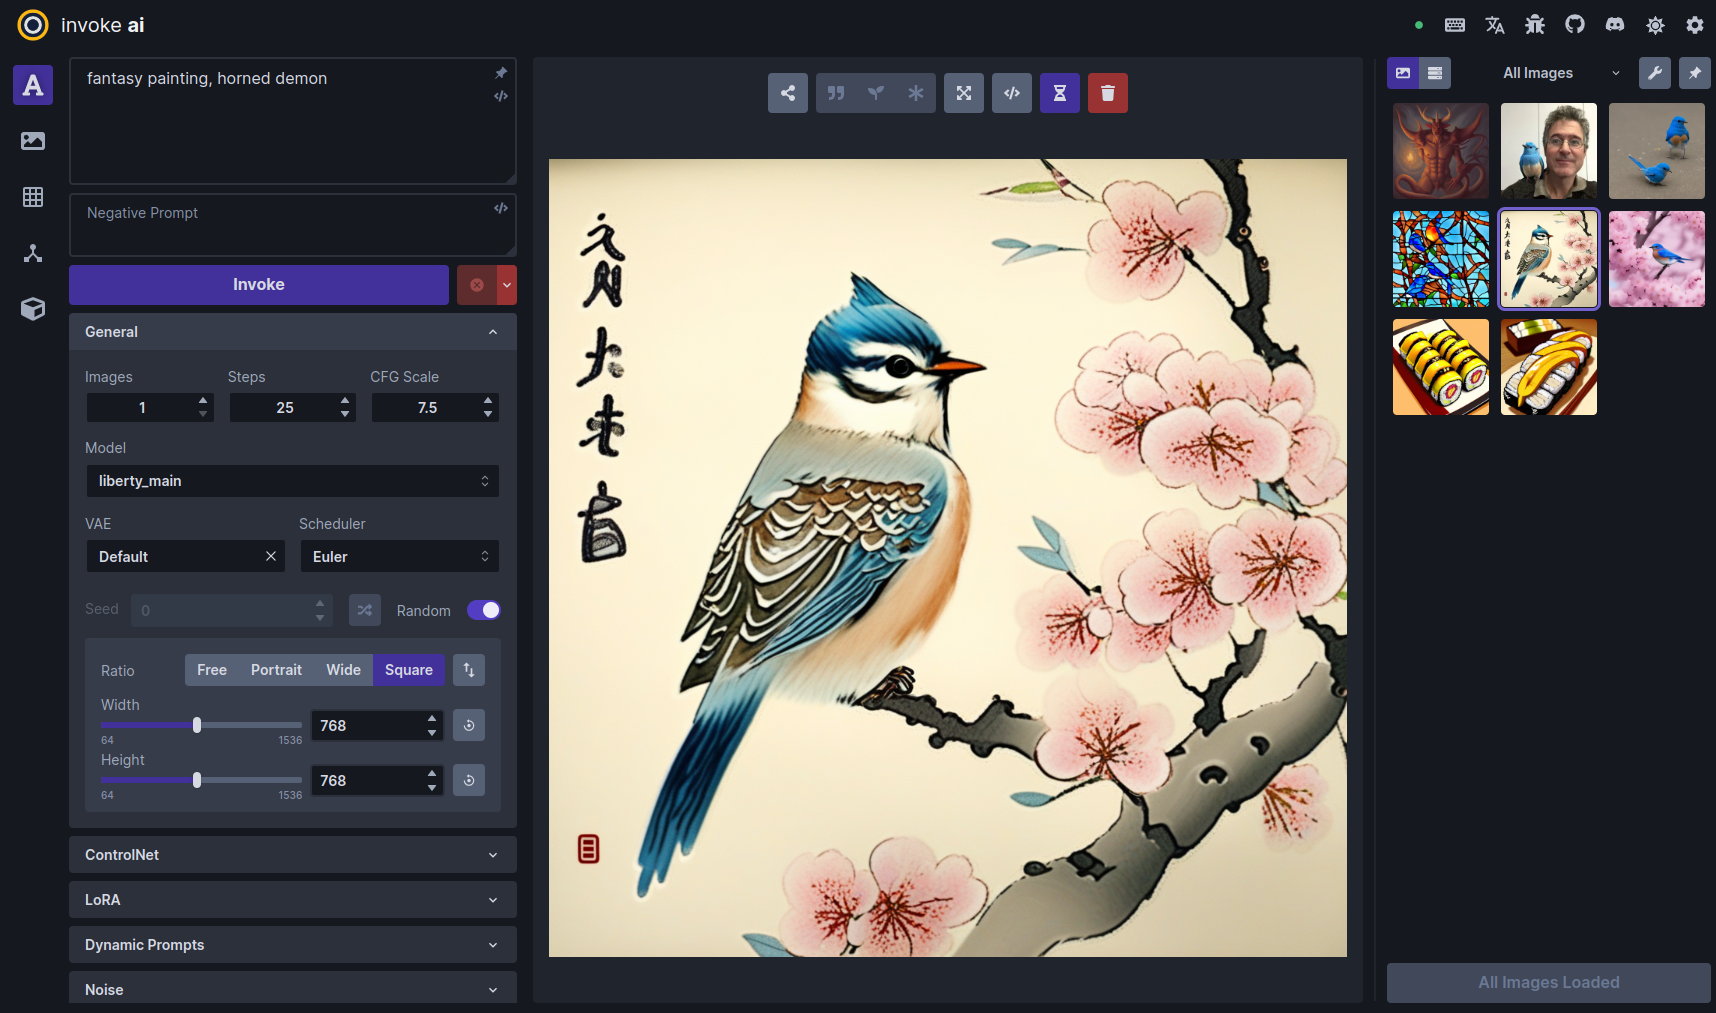 invoke ai
A
fantasy painting, horned demon
Negative Prompt
Invoke
General
Images
Steps
CFG Scale
1
25
7.5
Model
liberty_main
VAE
Scheduler
Default
Euler
Seed
0
Random
Ratio
Free
Portrait
Wide
Square
Width
768
64
1536
Height
768
64
1536
ControlNet
LoRA
Dynamic Prompts
Noise
All Images
All Images Loaded